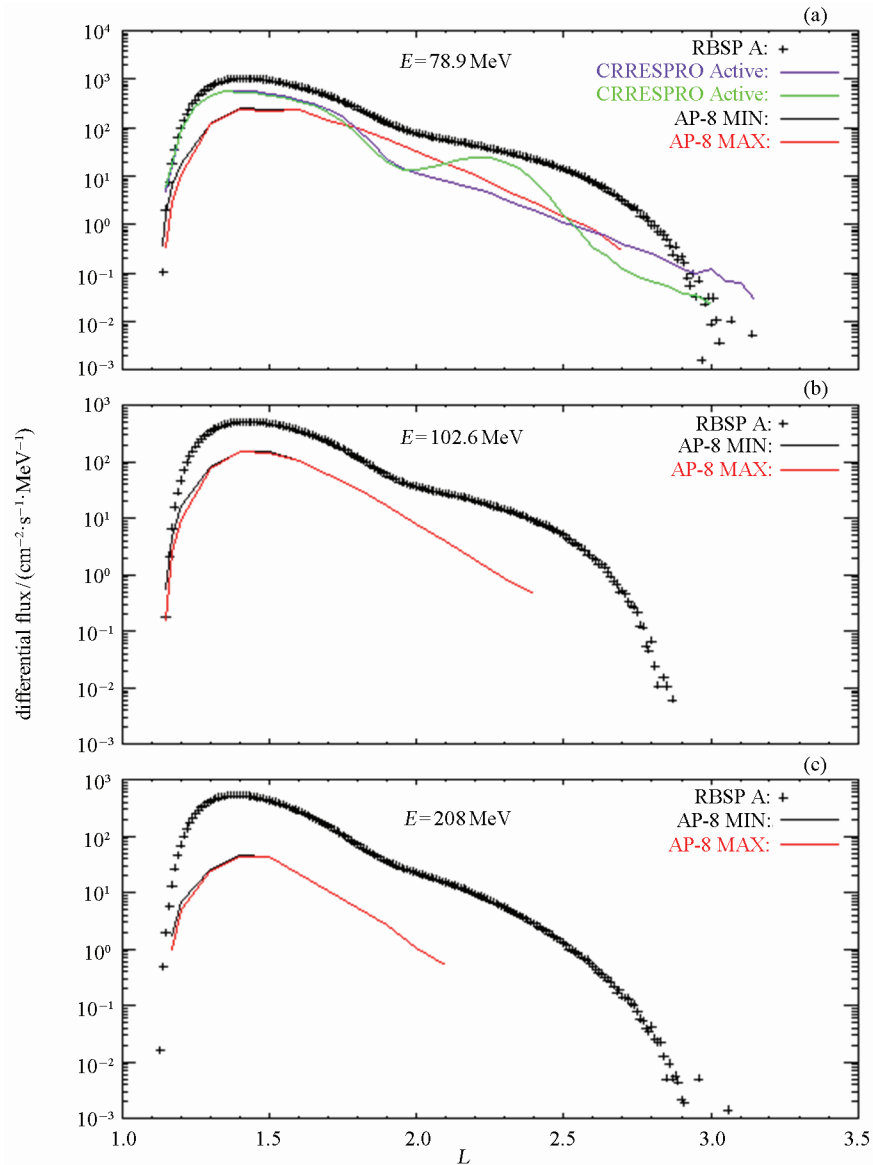 (a)
E=78.9 MeV
RBSP A:
CRRESPRO Active:
CRRESPRO Active:
AP-8 MIN:
AP-8 MAX:
10⁴
10³
10²
10¹
10⁰
10⁻¹
10⁻²
10⁻³
(b)
E=102.6 MeV
RBSP A:
AP-8 MIN:
AP-8 MAX:
10³
10²
10¹
10⁰
10⁻¹
10⁻²
10⁻³
differential flux/(cm⁻²·s⁻¹·MeV⁻¹)
(c)
E=208 MeV
RBSP A:
AP-8 MIN:
AP-8 MAX:
10³
10²
10¹
10⁰
10⁻¹
10⁻²
10⁻³
1.0 1.5 2.0 2.5 3.0 3.5
L